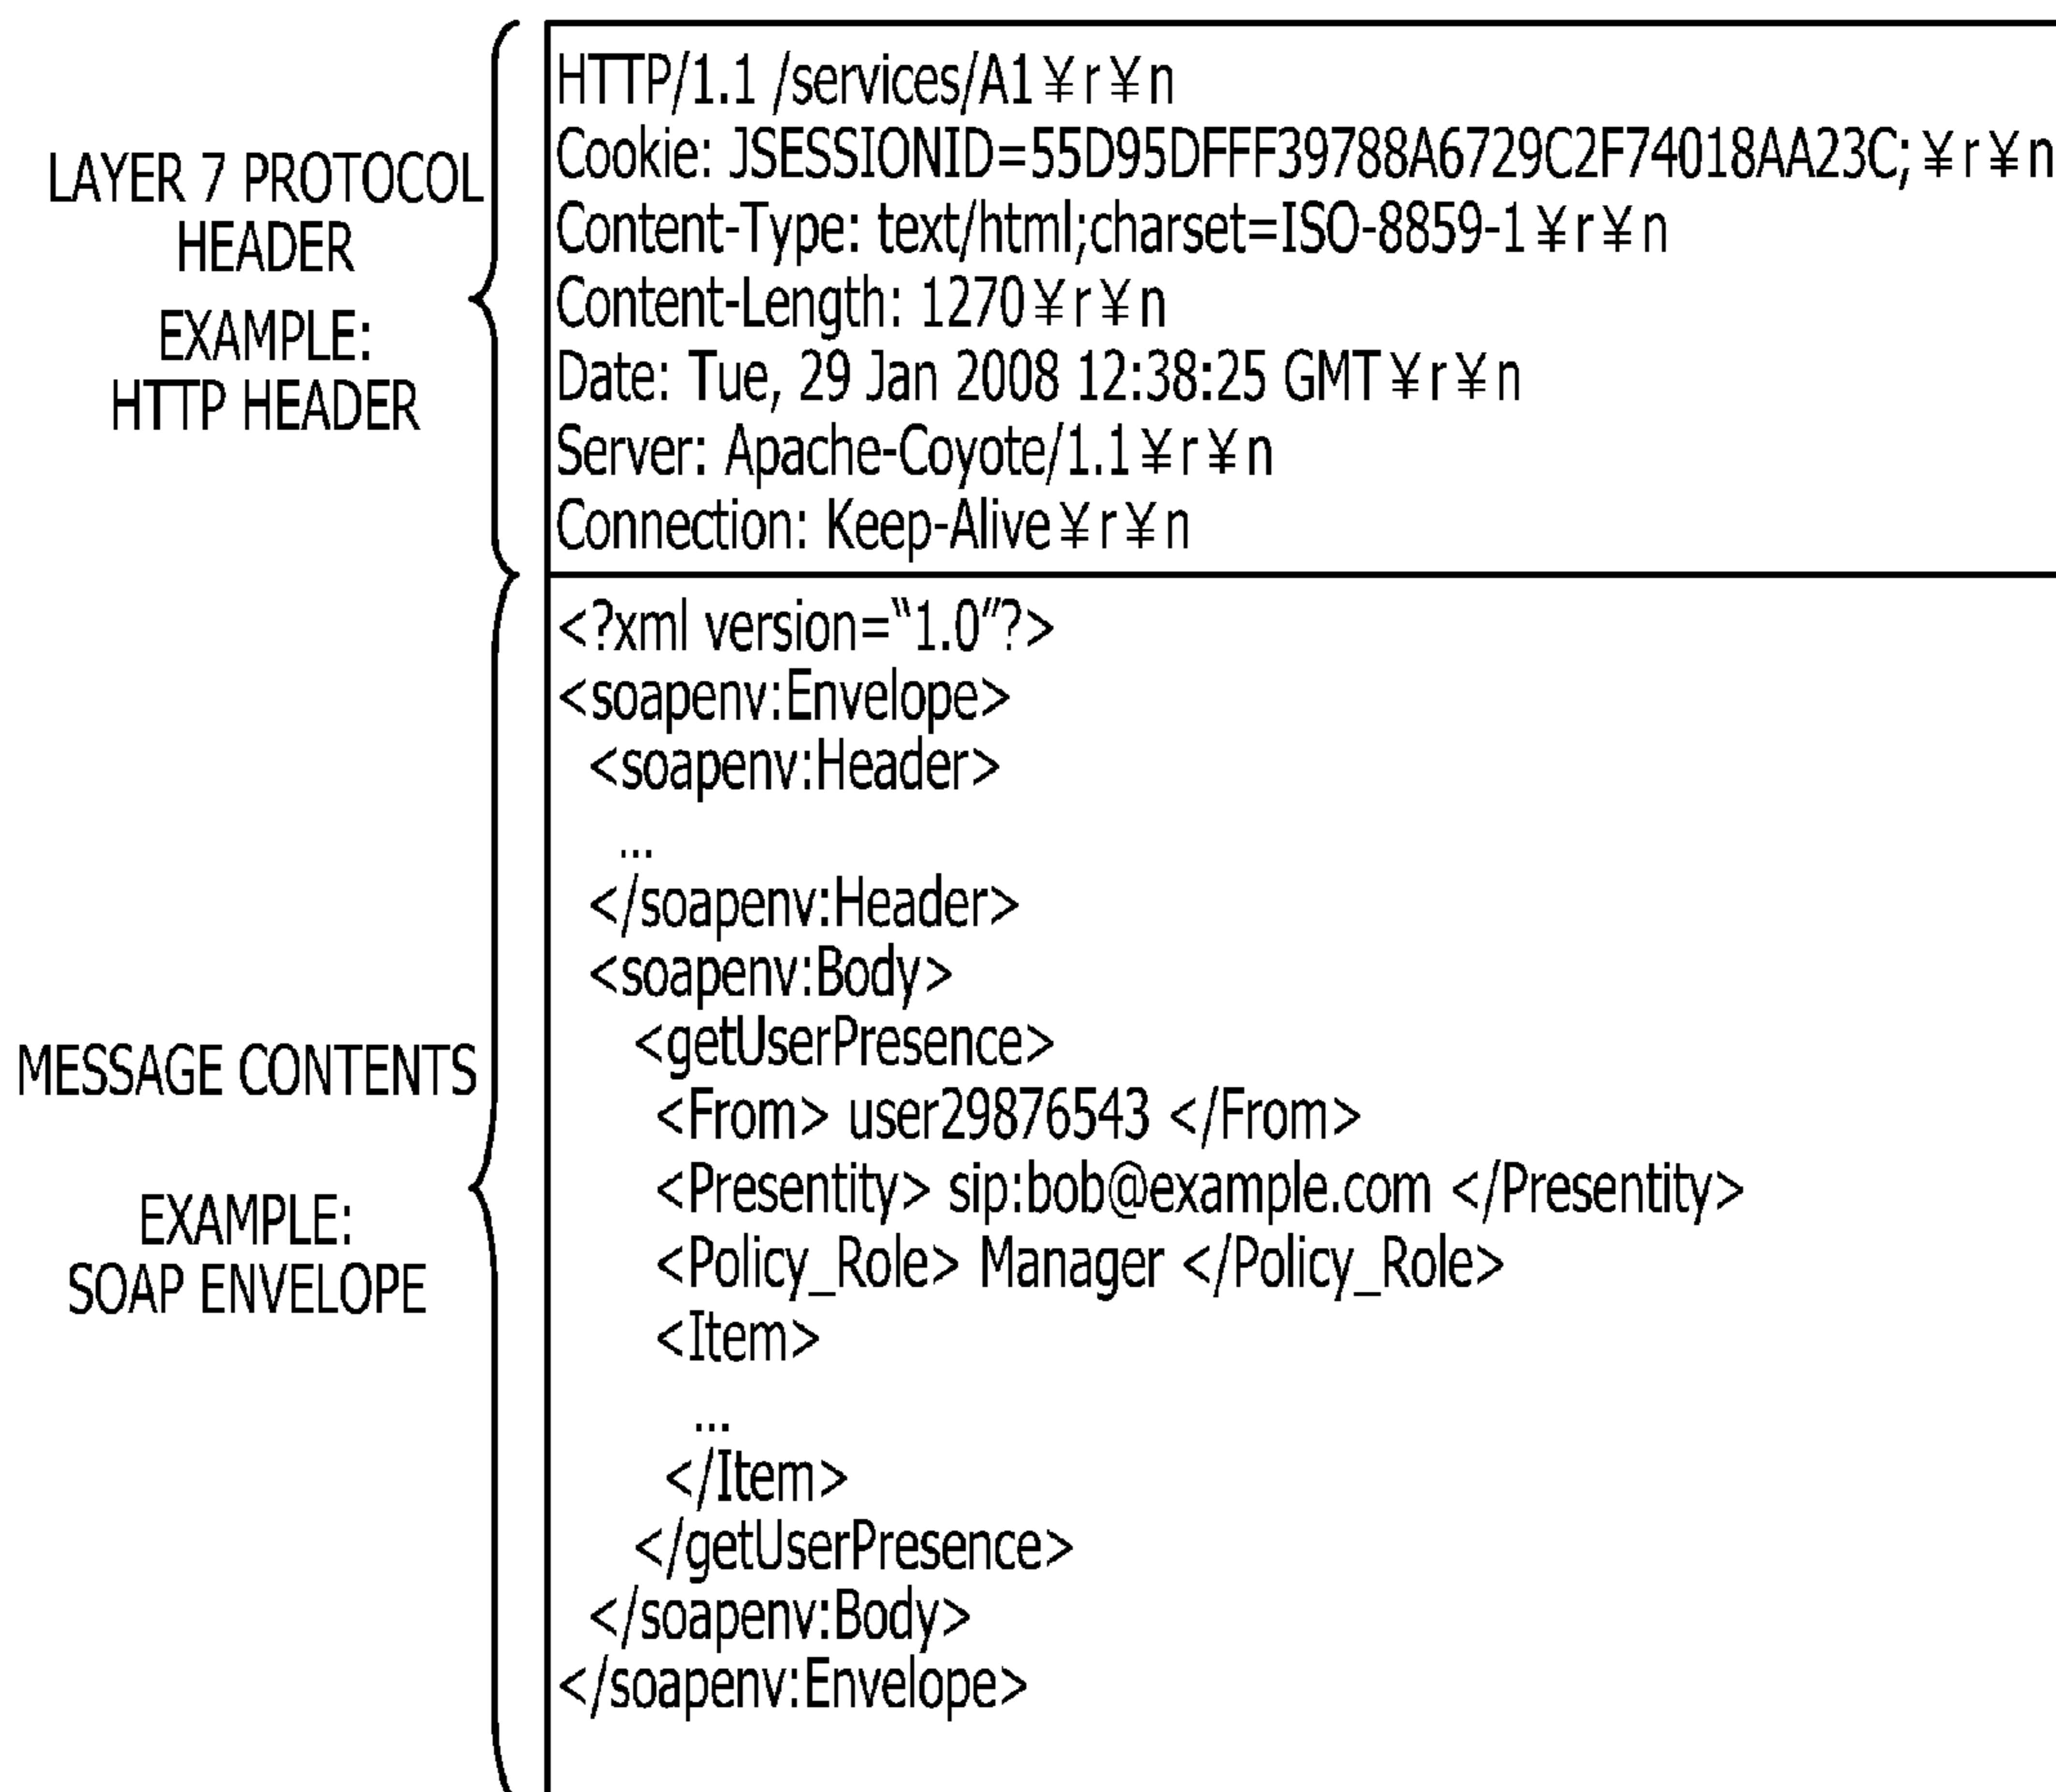 LAYER 7 PROTOCOL
HEADER
EXAMPLE:
HTTP HEADER
HTTP/1.1 /services/A1¥r¥n
Cookie: JSESSIONID=55D95DFFF39788A6729C2F74018AA23C;¥r¥n
Content-Type: text/html;charset=ISO-8859-1¥r¥n
Content-Length: 1270¥r¥n
Date: Tue, 29 Jan 2008 12:38:25 GMT¥r¥n
Server: Apache-Coyote/1.1¥r¥n
Connection: Keep-Alive¥r¥n
MESSAGE CONTENTS
EXAMPLE:
SOAP ENVELOPE
<?xml version=“1.0”?>
<soapenv:Envelope>
<soapenv:Header>
...
</soapenv:Header>
<soapenv:Body>
<getUserPresence>
<From> user29876543 </From>
<Presentity> sip:bob@example.com </Presentity>
<Policy_Role> Manager </Policy_Role>
<Item>
...
</Item>
</getUserPresence>
</soapenv:Body>
</soapenv:Envelope>